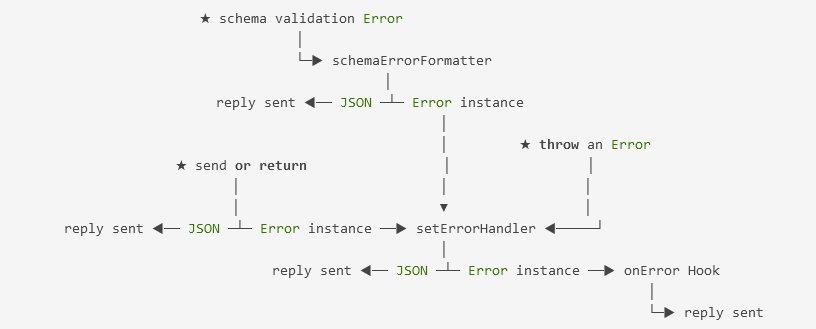 ★ schema validation Error
schemaErrorFormatter
reply sent ◄── JSON ─┴─ Error instance
★ throw an Error
★ send or return
reply sent ◄── JSON ─┴─ Error instance ──► setErrorHandler ◄─────┘
reply sent ◄── JSON ─┴─ Error instance ──► onError Hook
└─► reply sent